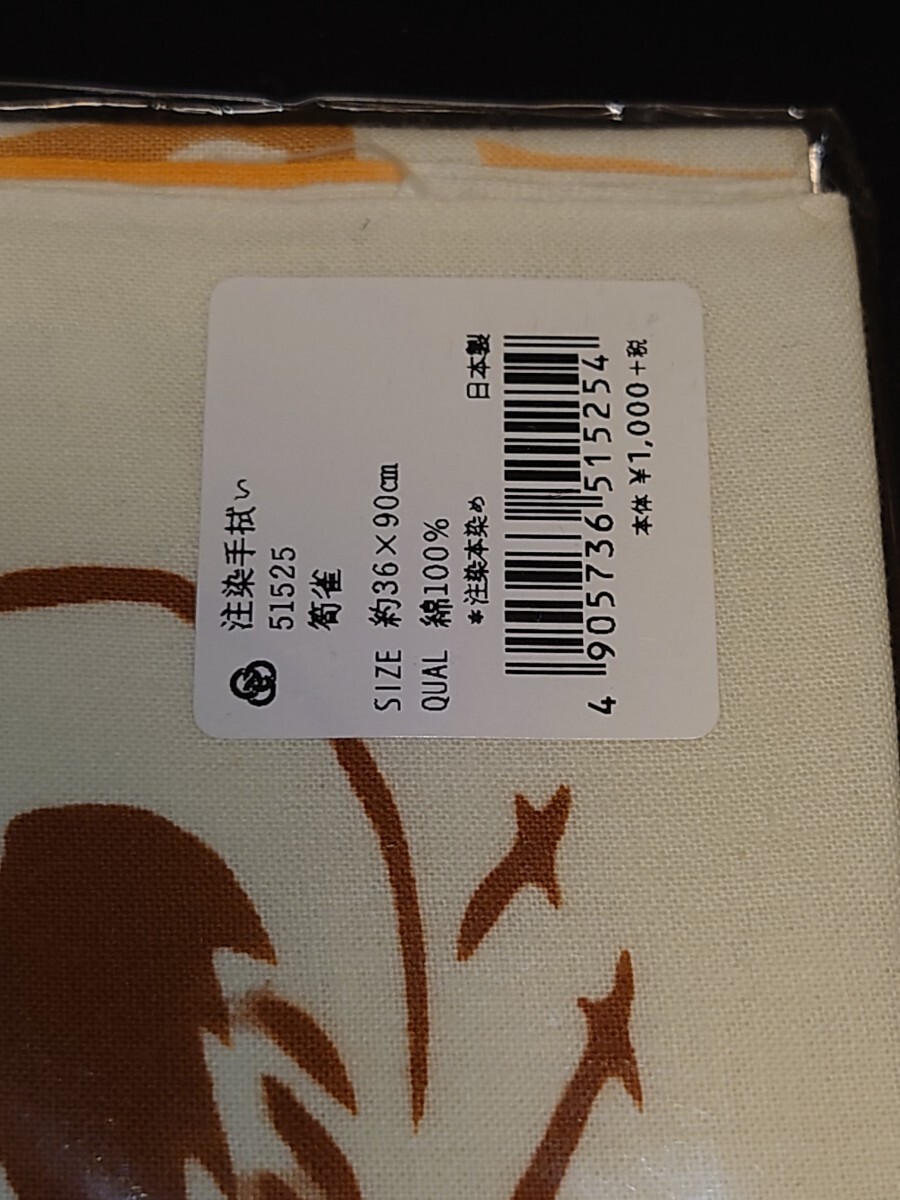 注染手拭い
51525
筍雀
SIZE 約36×90㎝
QUAL 綿100%
*注染本染め 日本製
4 905736 515254
本体 ¥1,000+税